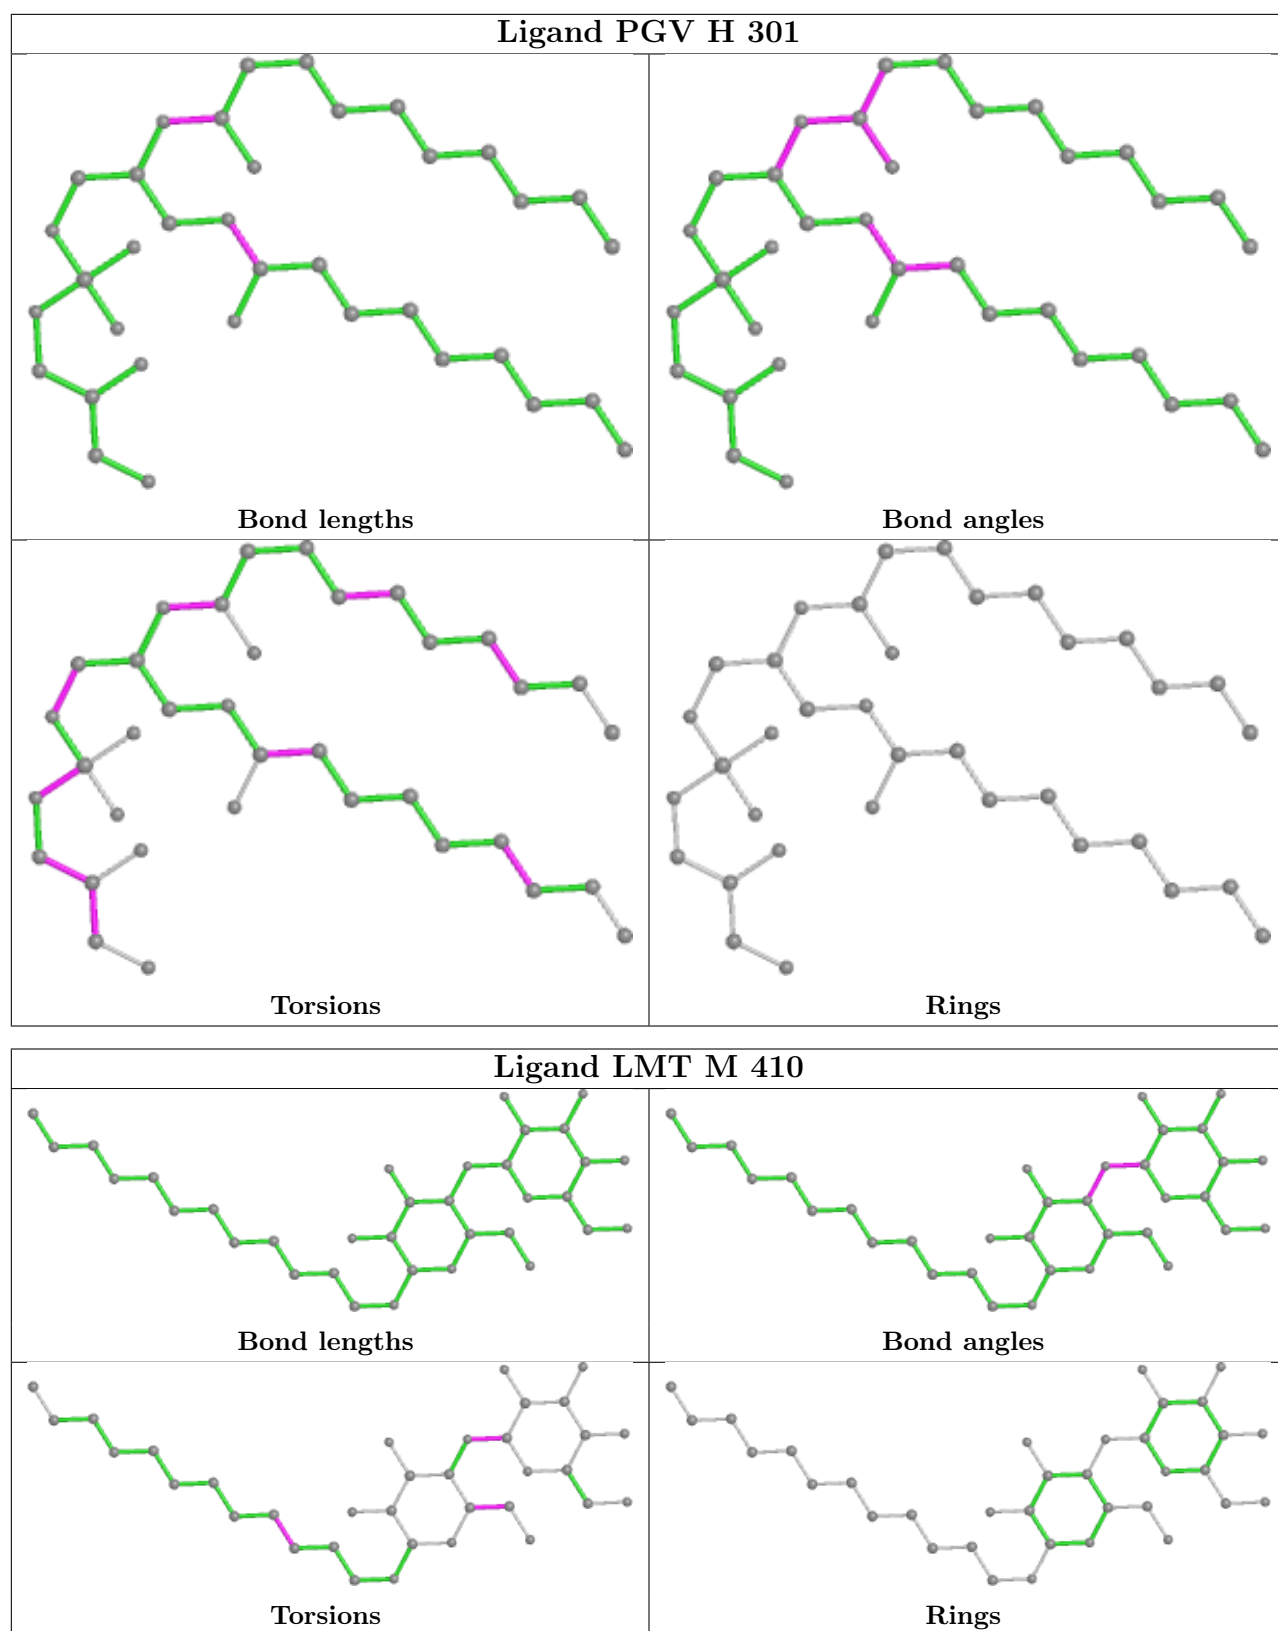 Ligand PGV H 301
Bond lengths
Bond angles
Torsions
Rings
Ligand LMT M 410
Bond lengths
Bond angles
Torsions
Rings